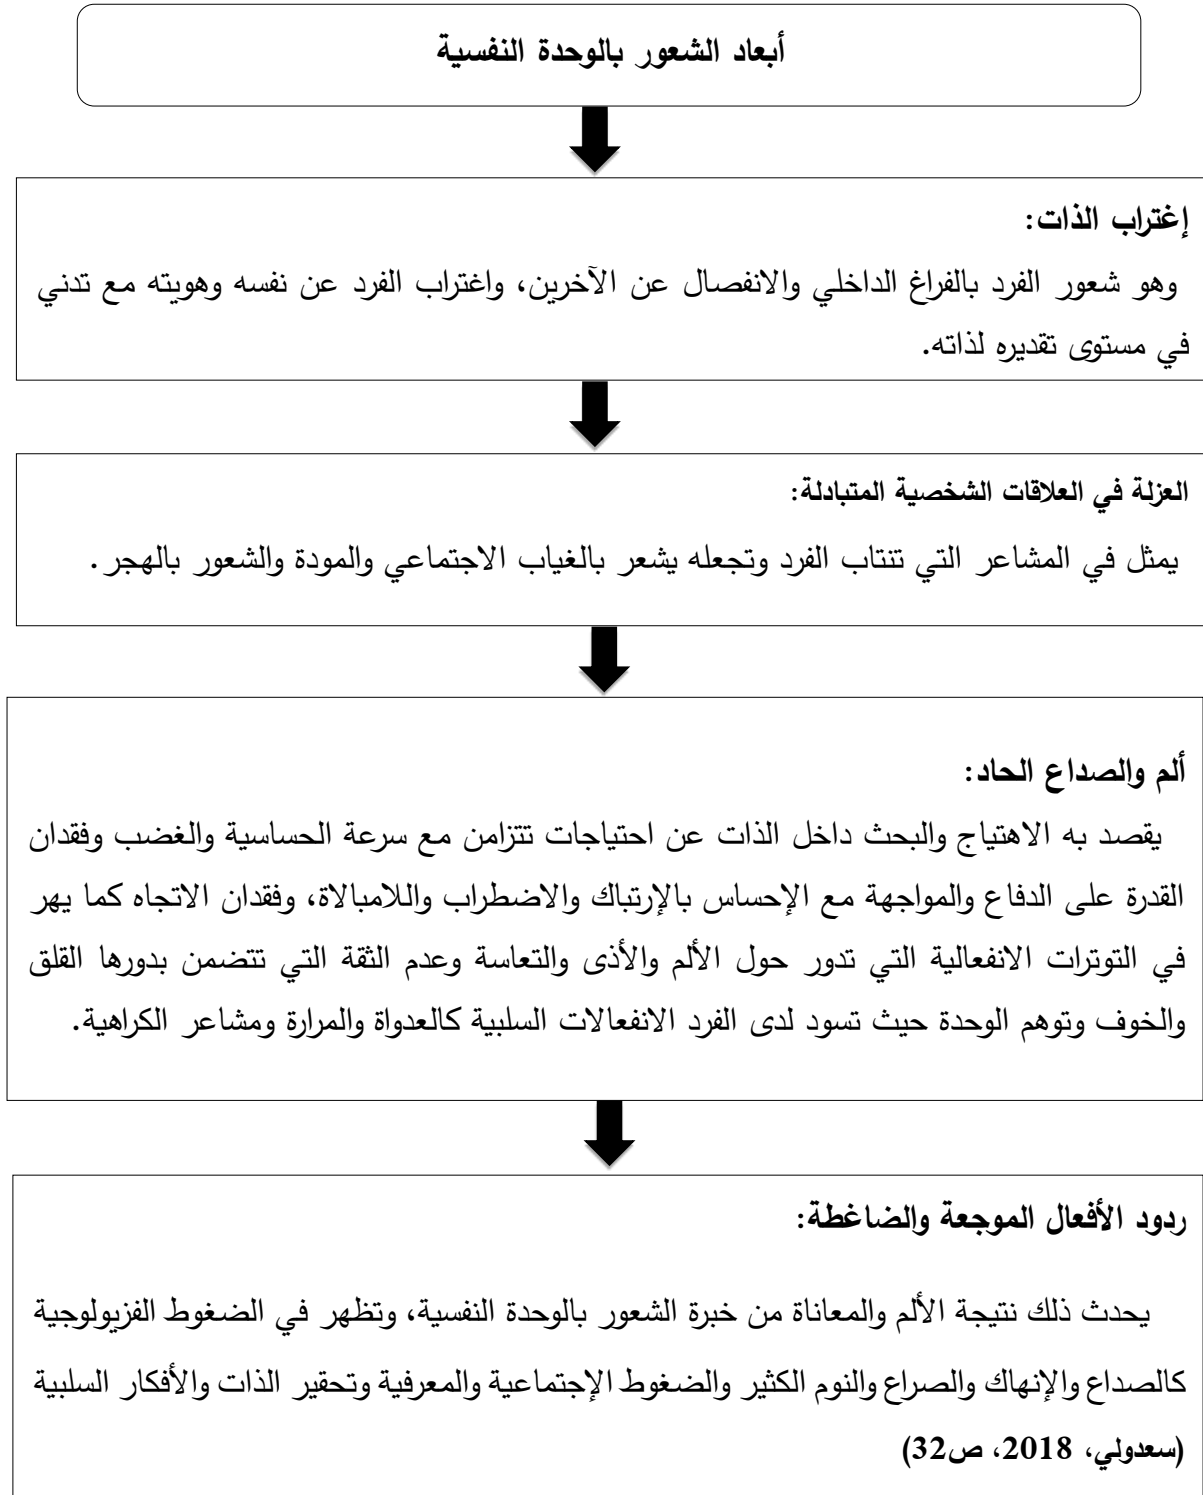 أبعاد الشعور بالوحدة النفسية
إغتراب الذات:
وهو شعور الفرد بالفراغ الداخلي والانفصال عن الآخرين، واغتراب الفرد عن نفسه وهويته مع تدني
في مستوى تقديره لذاته.
العزلة في العلاقات الشخصية المتبادلة:
يمثل في المشاعر التي تنتاب الفرد وتجعله يشعر بالغياب الاجتماعي والمودة والشعور بالهجر.
ألم والصداع الحاد:
يقصد به الاهتياج والبحث داخل الذات عن احتياجات تتزامن مع سرعة الحساسية والغضب وفقدان
القدرة على الدفاع والمواجهة مع الإحساس بالإرتباك والاضطراب واللامبالاة، وفقدان الاتجاه كما يهر
في التوترات الانفعالية التي تدور حول الألم والأذى والتعاسة وعدم الثقة التي تتضمن بدورها القلق
والخوف وتوهم الوحدة حيث تسود لدى الفرد الانفعالات السلبية كالعدواة والمرارة ومشاعر الكراهية.
ردود الأفعال الموجعة والضاغطة:
يحدث ذلك نتيجة الألم والمعاناة من خبرة الشعور بالوحدة النفسية، وتظهر في الضغوط الفزيولوجية
كالصداع والإنهاك والصراع والنوم الكثير والضغوط الإجتماعية والمعرفية وتحقير الذات والأفكار السلبية
(سعدولي، 2018، ص32)